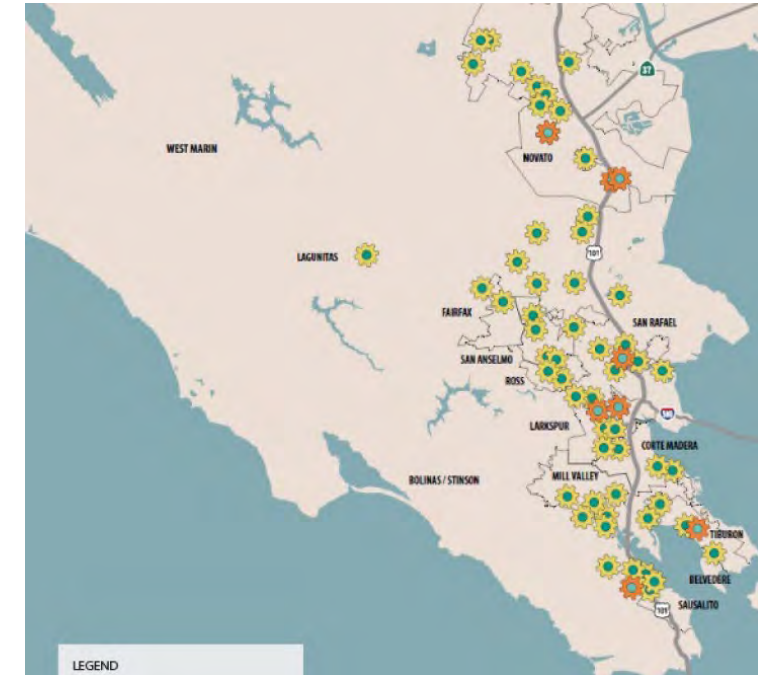 37
WEST MARIN
NOVATO
101
LAGUNITAS
FAIRFAX
SAN RAFAEL
SAN ANSELMO
ROSS
580
LARKSPUR
CORTE MADERA
BOLINAS / STINSON
MILL VALLEY
TIBURON
BELVEDERE
SAUSALITO
101
LEGEND